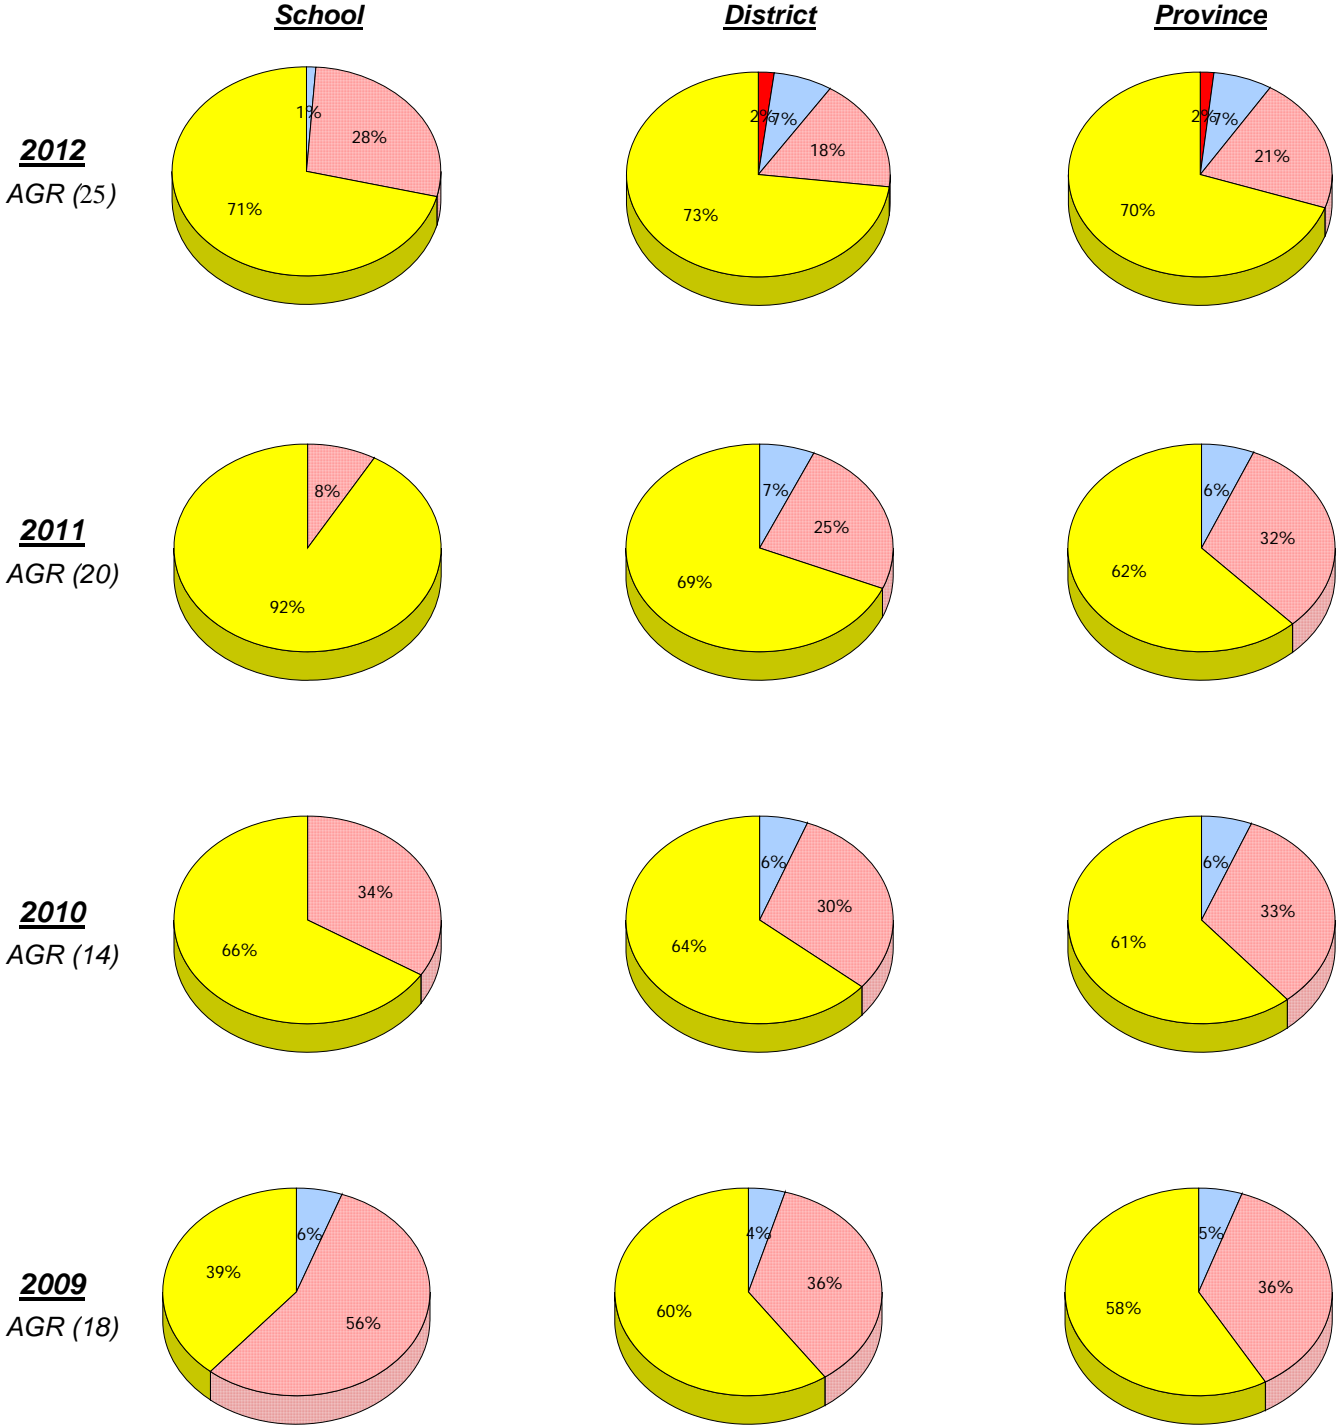 School District Province
2012
AGR (25)
1% 28% 71%
2% 7% 18% 73%
2% 7% 21% 70%
2011
AGR (20)
8% 92%
7% 25% 69%
6% 32% 62%
2010
AGR (14)
34% 66%
6% 30% 64%
6% 33% 61%
2009
AGR (18)
6% 39% 56%
4% 36% 60%
5% 36% 58%